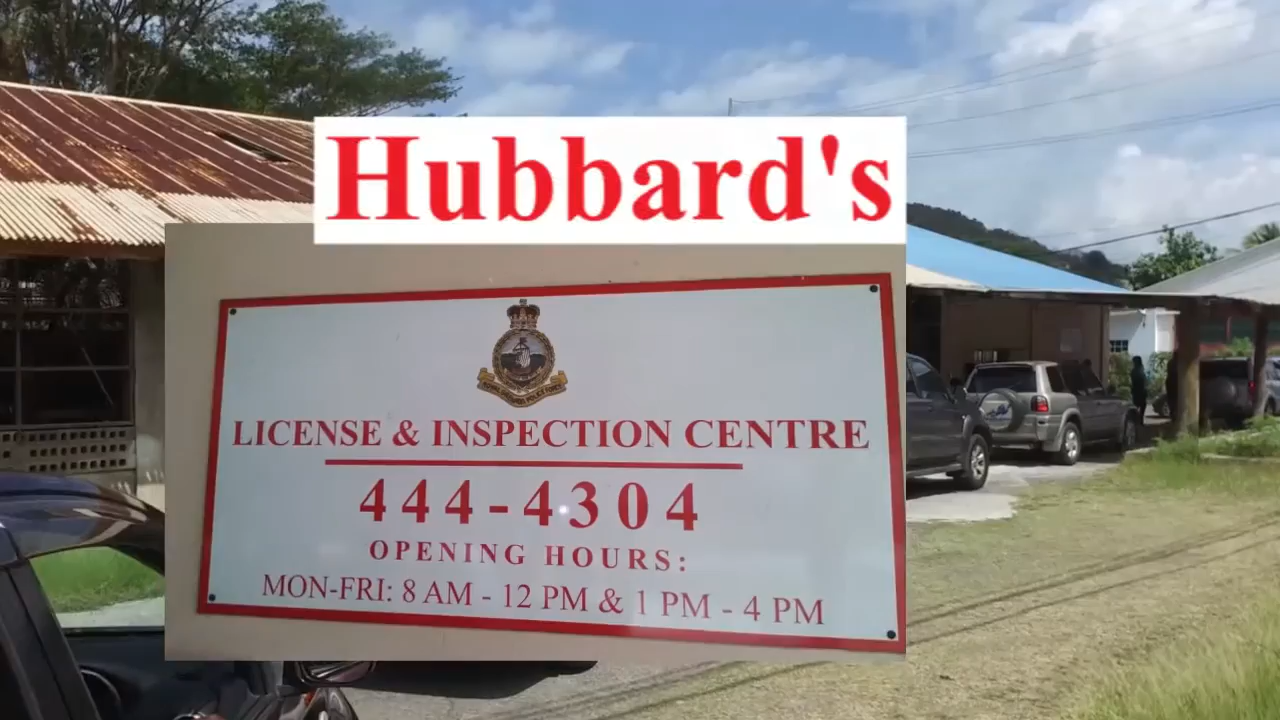 Hubbard's
LICENSE & INSPECTION CENTRE
444-4304
OPENING HOURS:
MON-FRI: 8 AM - 12 PM & 1 PM - 4 PM